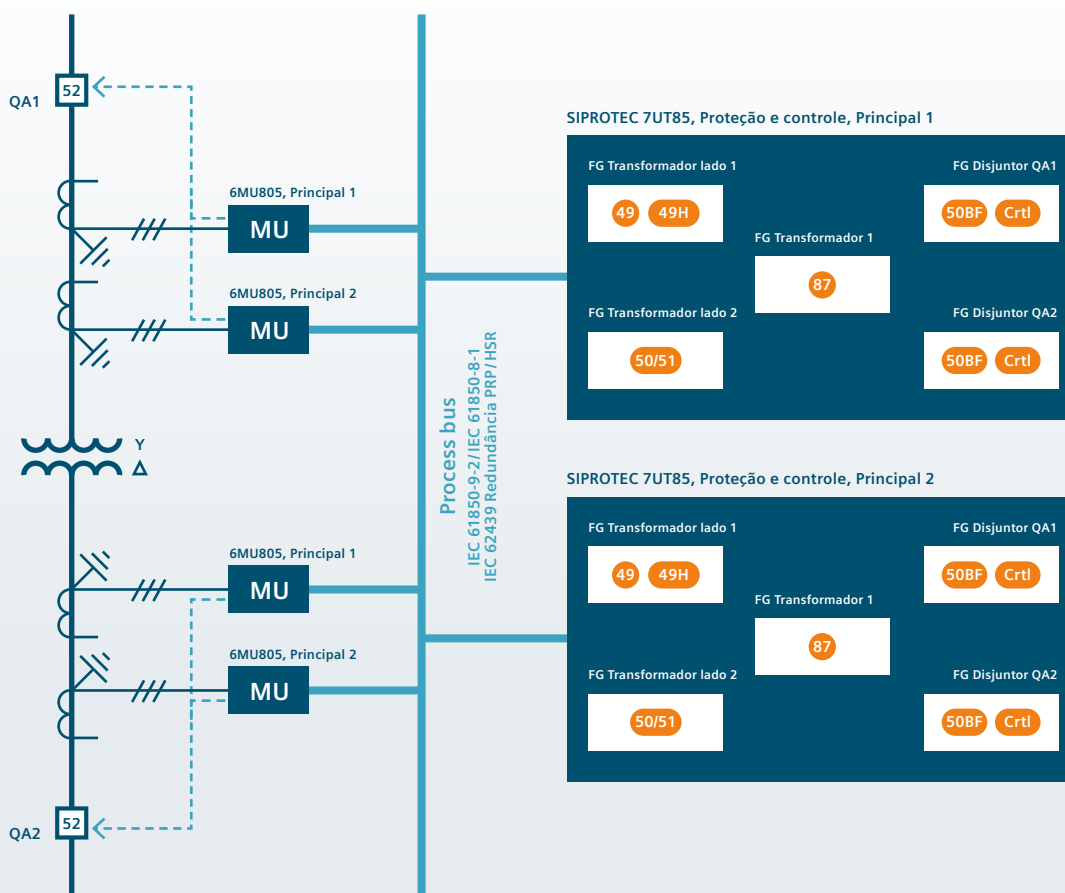 52
QA1
6MU805, Principal 1
MU
6MU805, Principal 2
MU
Y
Δ
6MU805, Principal 1
MU
6MU805, Principal 2
MU
52
QA2
Process bus
IEC 61850-9-2/IEC 61850-8-1
IEC 62439 Redundância PRP/HSR
SIPROTEC 7UT85, Proteção e controle, Principal 1
FG Transformador lado 1
49 49H
FG Disjuntor QA1
50BF Crtl
FG Transformador 1
87
FG Transformador lado 2
50/51
FG Disjuntor QA2
50BF Crtl
SIPROTEC 7UT85, Proteção e controle, Principal 2
FG Transformador lado 1
49 49H
FG Disjuntor QA1
50BF Crtl
FG Transformador 1
87
FG Transformador lado 2
50/51
FG Disjuntor QA2
50BF Crtl